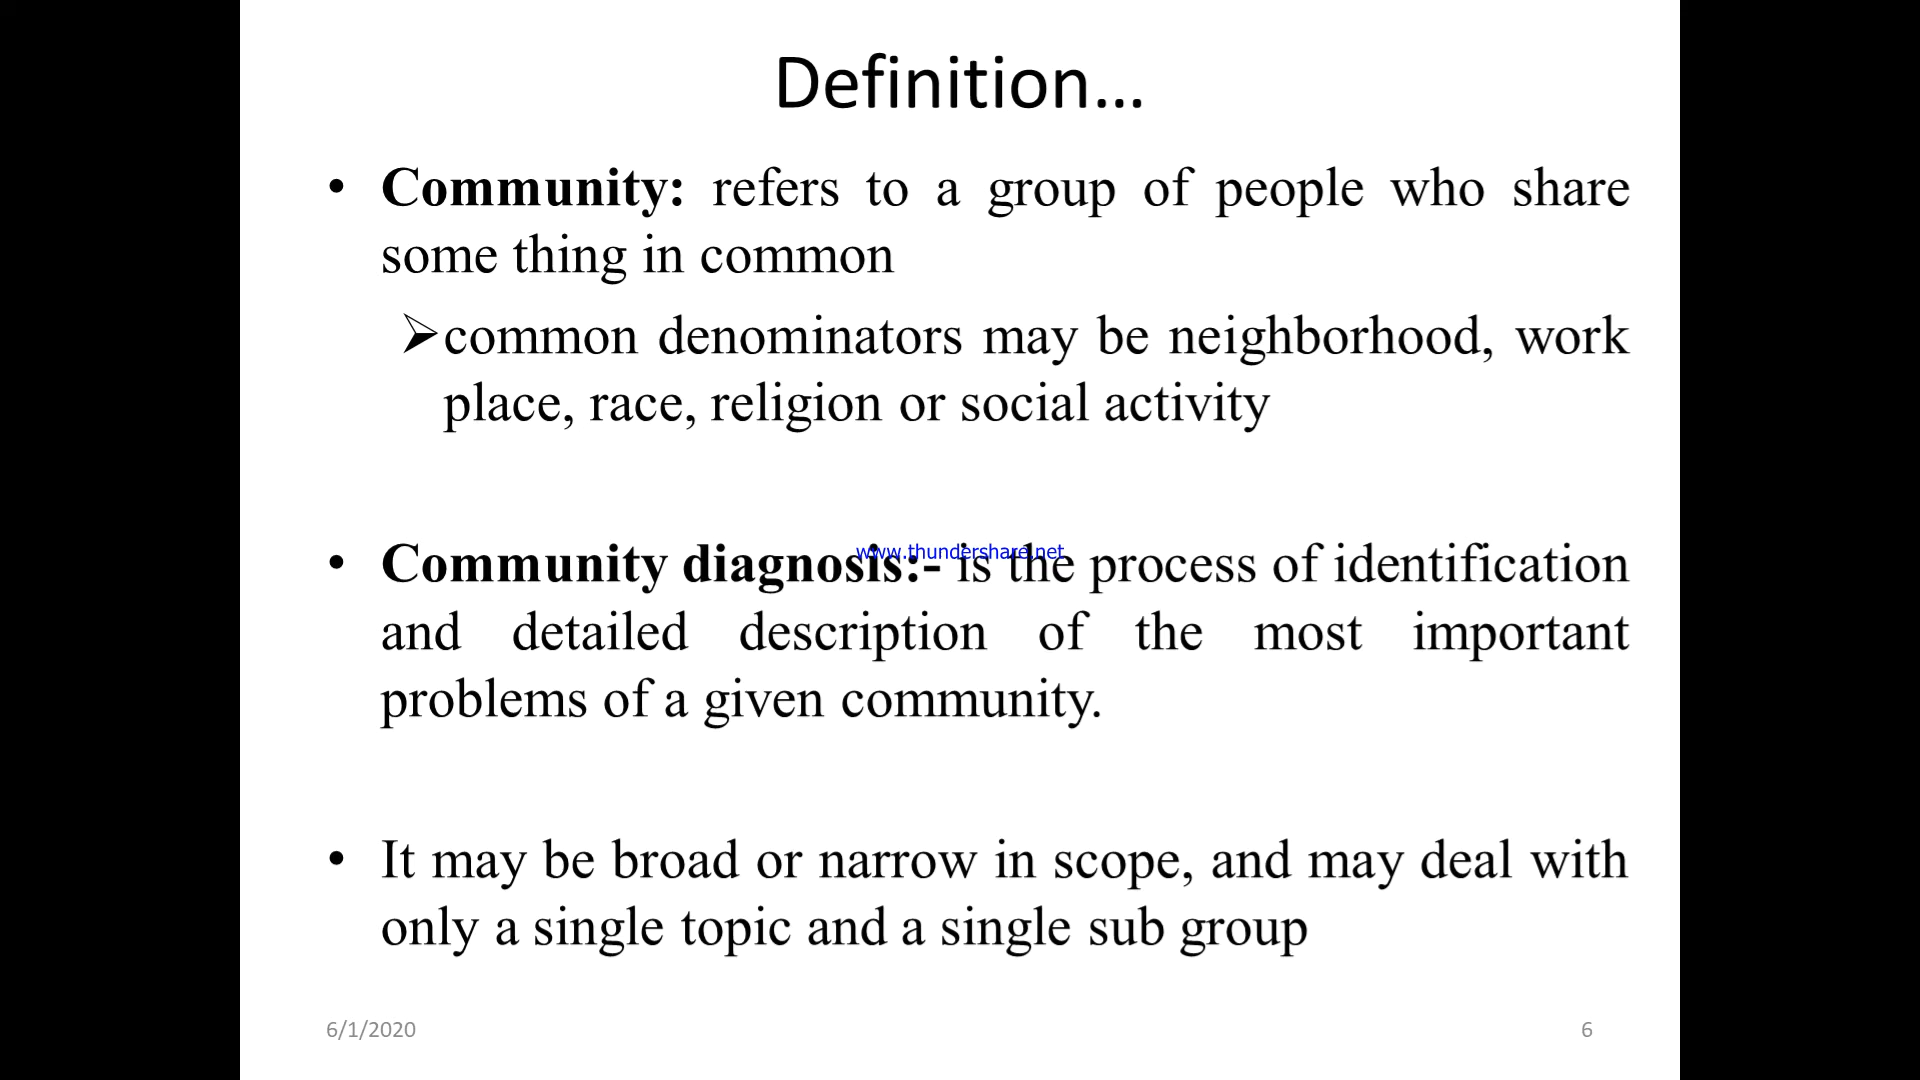 Definition...
• Community: refers to a group of people who share
some thing in common
➢common denominators may be neighborhood, work
place, race, religion or social activity
www.thundershare.net
• Community diagnosis:- is the process of identification
and detailed description of the most important
problems of a given community.
• It may be broad or narrow in scope, and may deal with
only a single topic and a single sub group
6/1/2020
6